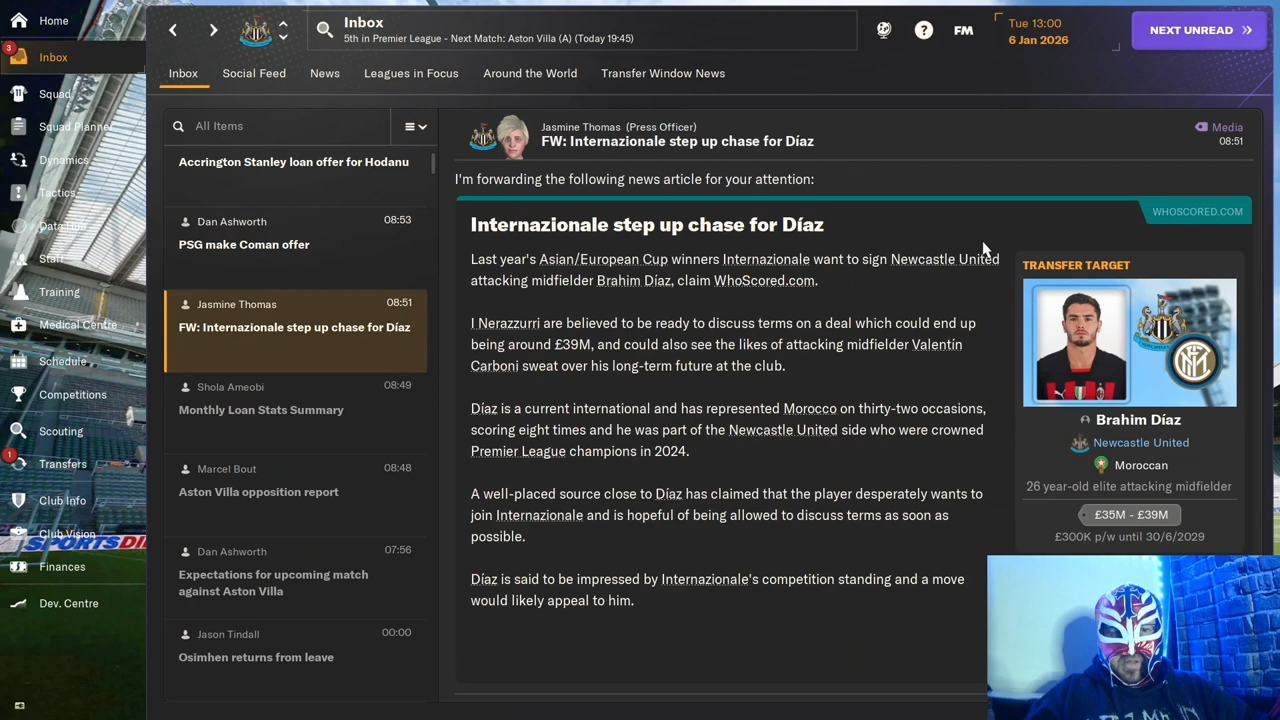 Home
Inbox
5th in Premier League - Next Match: Aston Villa (A) (Today 19:45)
FM
Tue 13:00
6 Jan 2026
NEXT UNREAD
3
Inbox
Inbox
Social Feed
News
Leagues in Focus
Around the World
Transfer Window News
Squad
Squad Planner
Dynamics
Tactics
Data Hub
Staff
Training
Medical Centre
Schedule
Competitions
Scouting
1
Transfers
Club Info
Club Vision
Finances
Dev. Centre
All Items
Accrington Stanley loan offer for Hodanu
Dan Ashworth 08:53
PSG make Coman offer
Jasmine Thomas 08:51
FW: Internazionale step up chase for Díaz
Shola Ameobi 08:49
Monthly Loan Stats Summary
Marcel Bout 08:48
Aston Villa opposition report
Dan Ashworth 07:56
Expectations for upcoming match
against Aston Villa
Jason Tindall 00:00
Osimhen returns from leave
Jasmine Thomas (Press Officer)
FW: Internazionale step up chase for Díaz
Media
08:51
I'm forwarding the following news article for your attention:
WHOSCORED.COM
Internazionale step up chase for Díaz
Last year's Asian/European Cup winners Internazionale want to sign Newcastle United
attacking midfielder Brahim Díaz, claim WhoScored.com.
I Nerazzurri are believed to be ready to discuss terms on a deal which could end up
being around £39M, and could also see the likes of attacking midfielder Valentín
Carboni sweat over his long-term future at the club.
Díaz is a current international and has represented Morocco on thirty-two occasions,
scoring eight times and he was part of the Newcastle United side who were crowned
Premier League champions in 2024.
A well-placed source close to Díaz has claimed that the player desperately wants to
join Internazionale and is hopeful of being allowed to discuss terms as soon as
possible.
Díaz is said to be impressed by Internazionale's competition standing and a move
would likely appeal to him.
TRANSFER TARGET
Brahim Díaz
Newcastle United
Moroccan
26 year-old elite attacking midfielder
£35M - £39M
£300K p/w until 30/6/2029